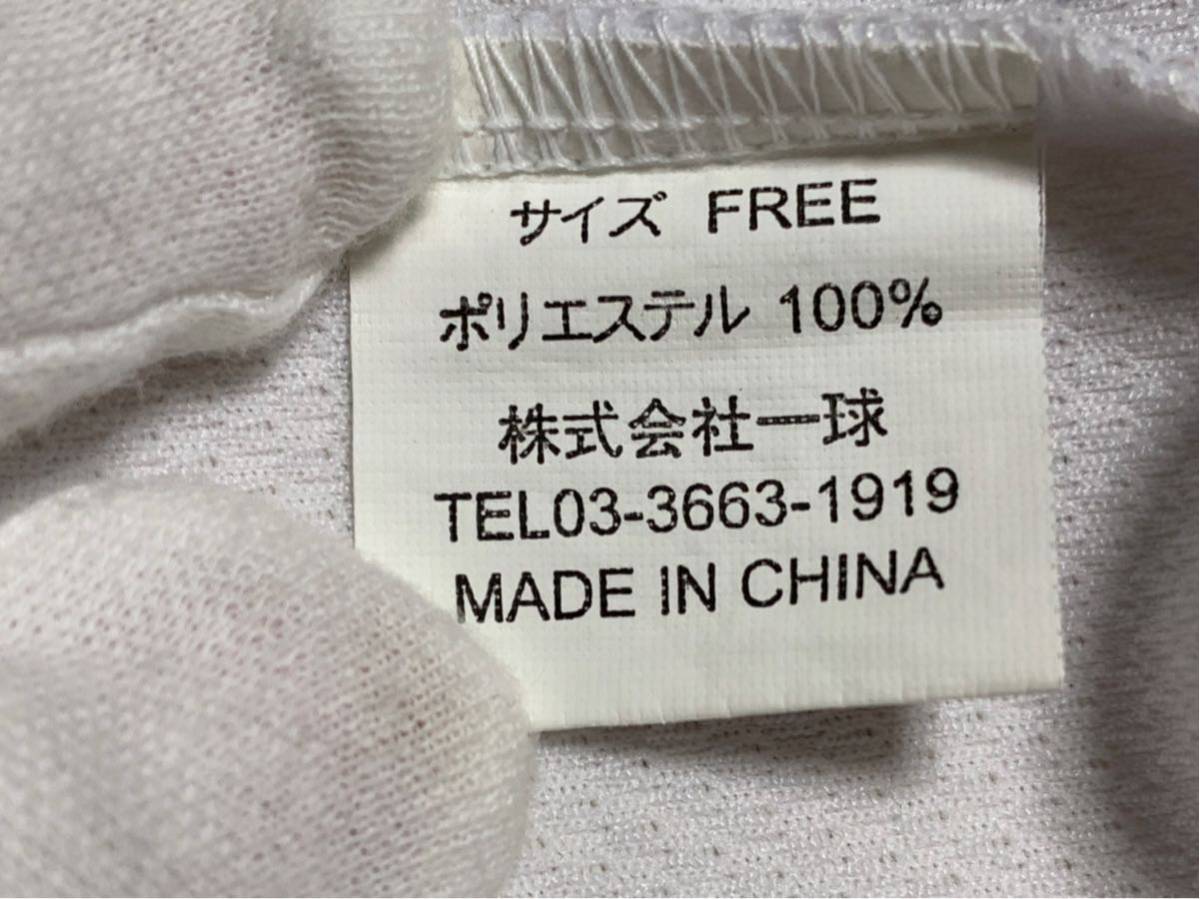 サイズ FREE
ポリエステル 100%
株式会社一球
TEL03-3663-1919
MADE IN CHINA